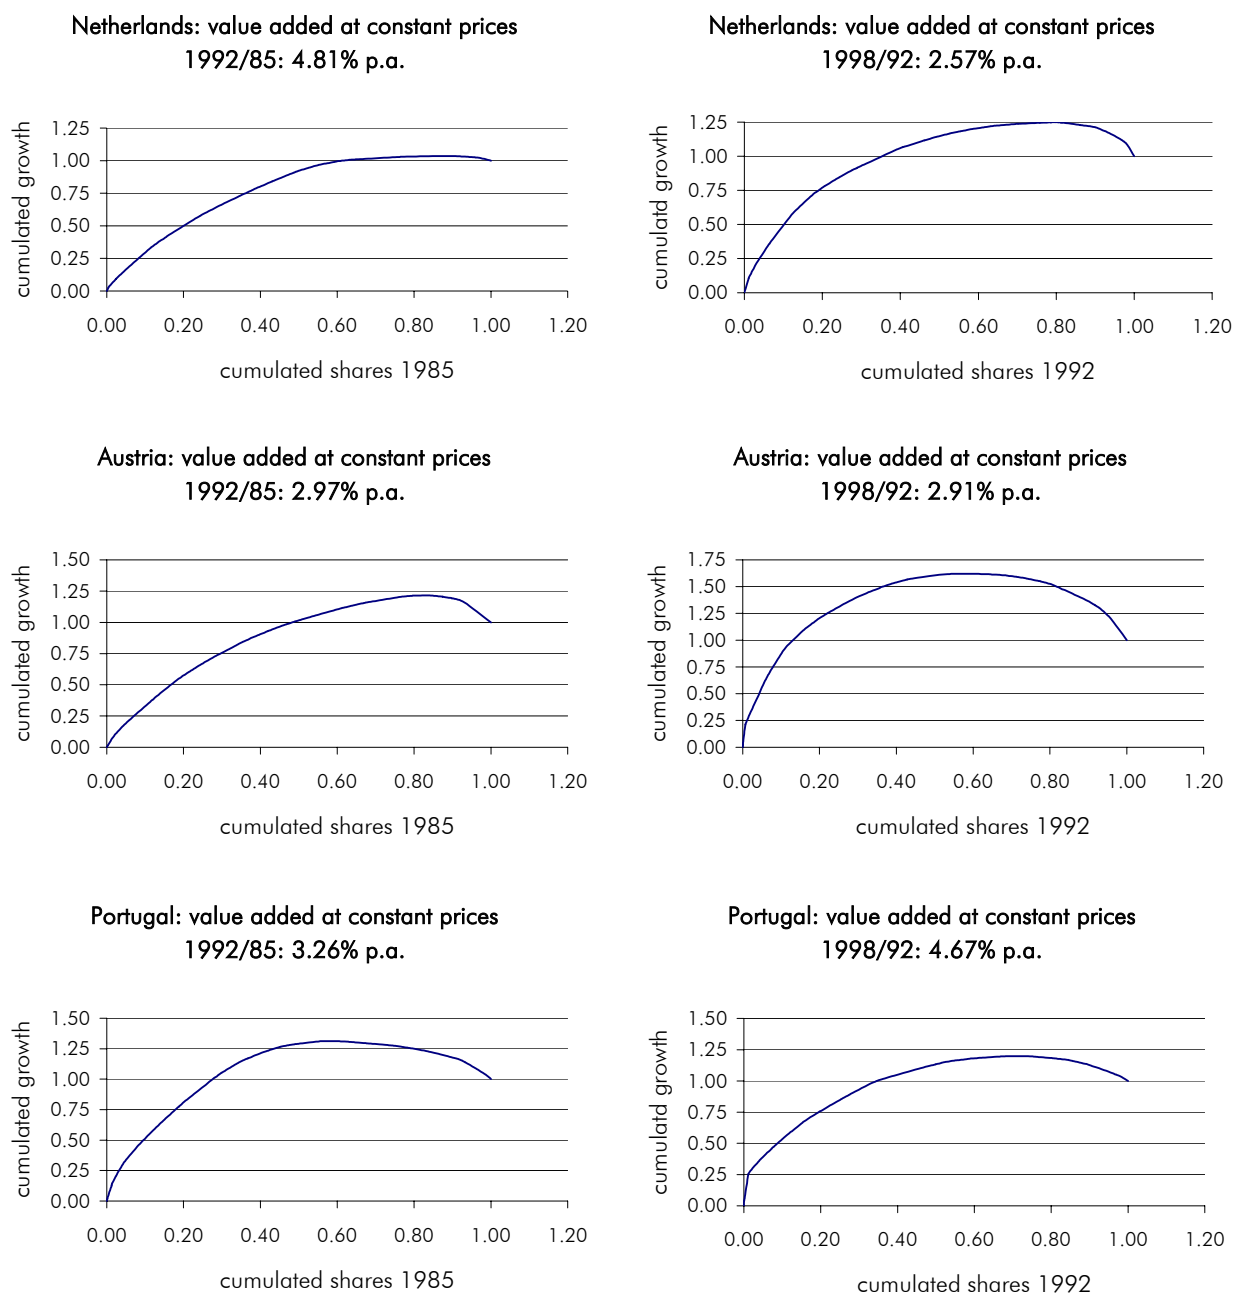 Netherlands: value added at constant prices
1992/85: 4.81% p.a.
cumulated growth
1.25
1.00
0.75
0.50
0.25
0.00
0.00 0.20 0.40 0.60 0.80 1.00 1.20
cumulated shares 1985
Netherlands: value added at constant prices
1998/92: 2.57% p.a.
cumulatd growth
1.25
1.00
0.75
0.50
0.25
0.00
0.00 0.20 0.40 0.60 0.80 1.00 1.20
cumulated shares 1992
Austria: value added at constant prices
1992/85: 2.97% p.a.
cumulated growth
1.50
1.25
1.00
0.75
0.50
0.25
0.00
0.00 0.20 0.40 0.60 0.80 1.00 1.20
cumulated shares 1985
Austria: value added at constant prices
1998/92: 2.91% p.a.
cumulated growth
1.75
1.50
1.25
1.00
0.75
0.50
0.25
0.00
0.00 0.20 0.40 0.60 0.80 1.00 1.20
cumulated shares 1992
Portugal: value added at constant prices
1992/85: 3.26% p.a.
cumulated growth
1.50
1.25
1.00
0.75
0.50
0.25
0.00
0.00 0.20 0.40 0.60 0.80 1.00 1.20
cumulated shares 1985
Portugal: value added at constant prices
1998/92: 4.67% p.a.
cumulatd growth
1.50
1.25
1.00
0.75
0.50
0.25
0.00
0.00 0.20 0.40 0.60 0.80 1.00 1.20
cumulated shares 1992